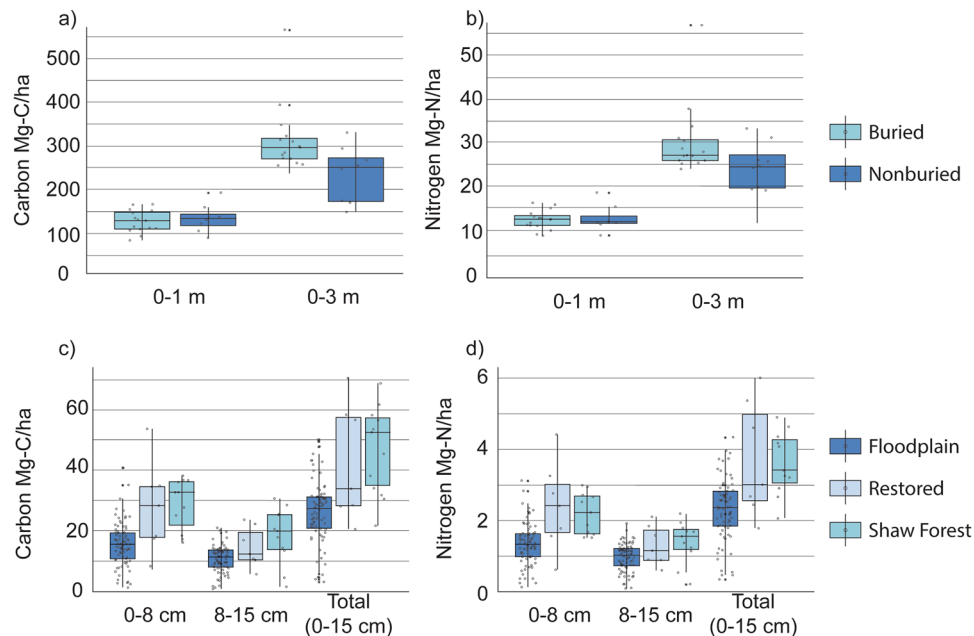 a)
Carbon Mg-C/ha
500
400
300
200
100
0
0-1 m
0-3 m
b)
Nitrogen Mg-N/ha
50
40
30
20
10
0
0-1 m
0-3 m
Buried
Nonburied
c)
Carbon Mg-C/ha
60
40
20
0
0-8 cm
8-15 cm
Total
(0-15 cm)
d)
Nitrogen Mg-N/ha
6
4
2
0
0-8 cm
8-15 cm
Total
(0-15 cm)
Floodplain
Restored
Shaw Forest